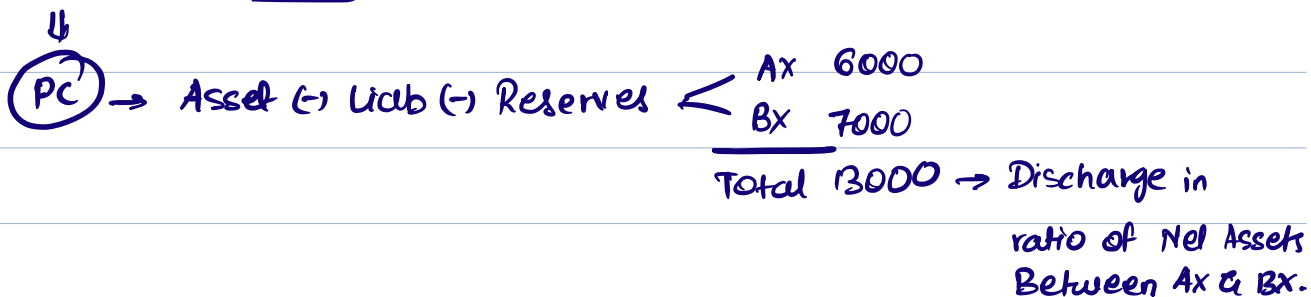 ⇓
PC → Asset (-) Liab (-) Reserves < AX 6000
BX 7000
Total 13000 → Discharge in
ratio of Net Assets
Between AX & BX.